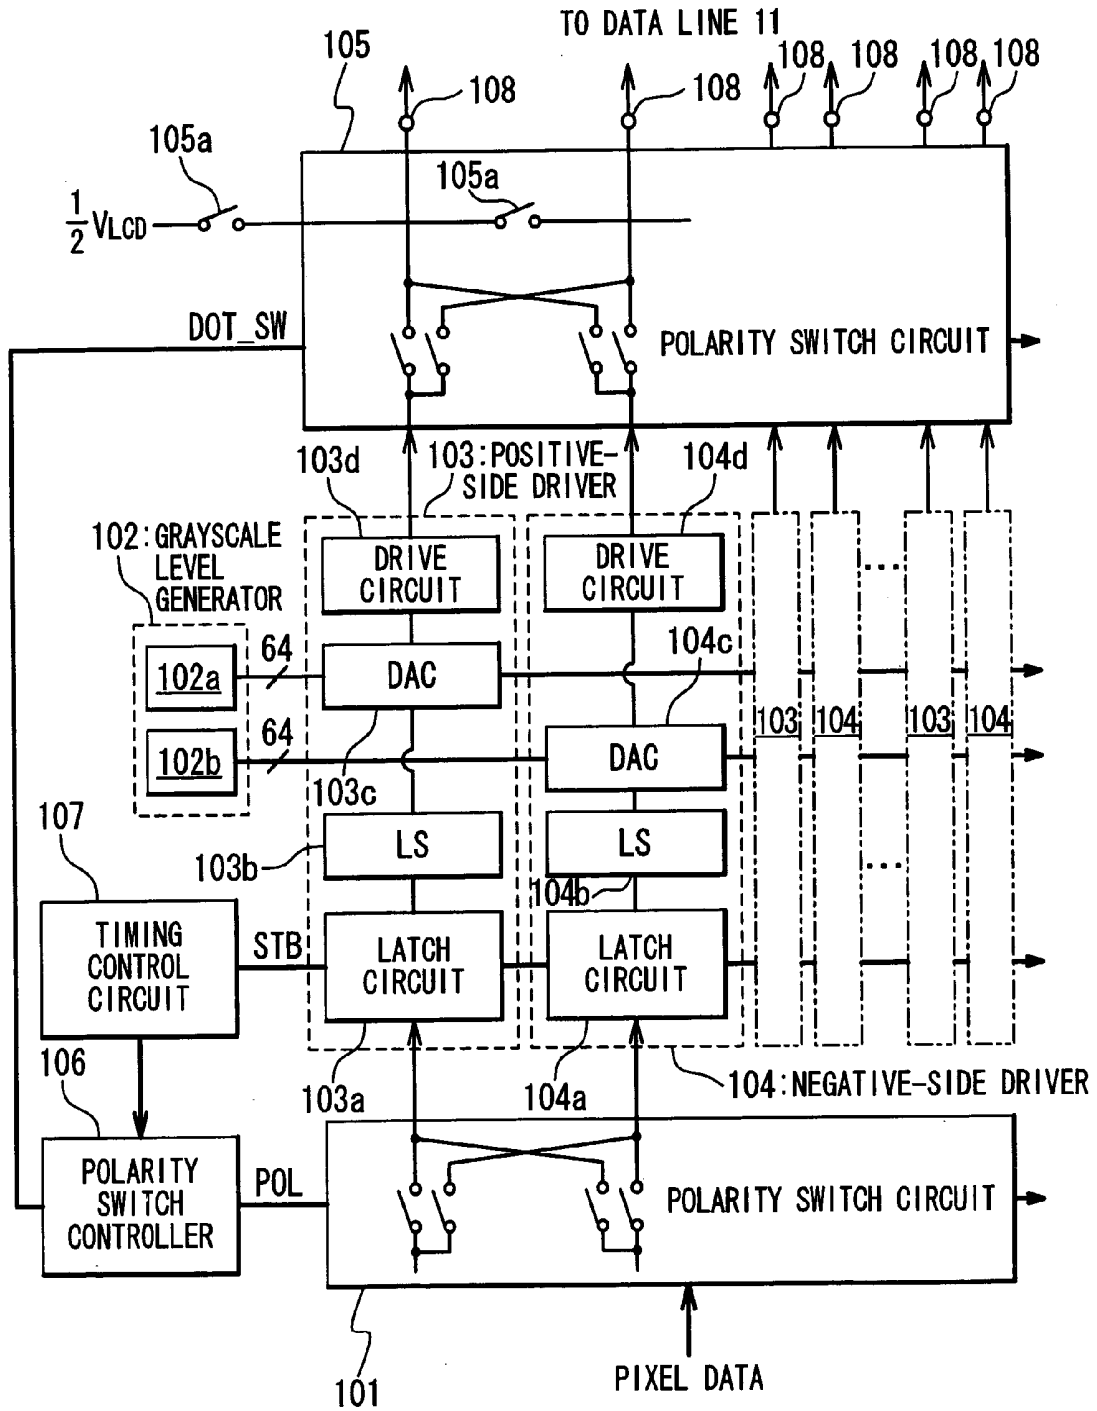 TO DATA LINE 11
105
108
108
108
108
108
108
105a
105a
1/2 VLCD
DOT_SW
POLARITY SWITCH CIRCUIT
103d
103:POSITIVE-
SIDE DRIVER
104d
102:GRAYSCALE
LEVEL
GENERATOR
DRIVE
CIRCUIT
DRIVE
CIRCUIT
...
64
104c
102a
DAC
103
104
103
104
64
102b
DAC
103c
107
LS
LS
103b
104b
...
TIMING
CONTROL
CIRCUIT
STB
LATCH
CIRCUIT
LATCH
CIRCUIT
106
103a
104a
104:NEGATIVE-SIDE DRIVER
POLARITY
SWITCH
CONTROLLER
POL
POLARITY SWITCH CIRCUIT
101
PIXEL DATA